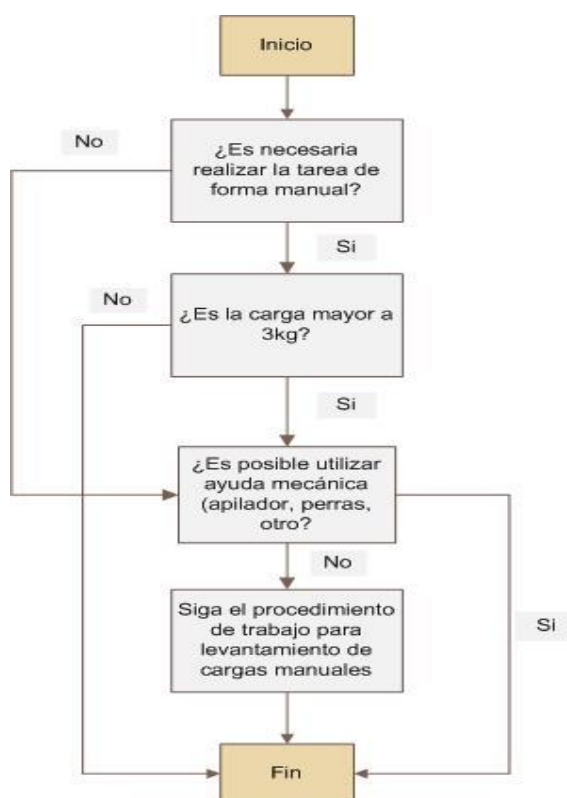 Inicio
No
¿Es necesaria
realizar la tarea de
forma manual?
Si
No
¿Es la carga mayor a
3kg?
Si
¿Es posible utilizar
ayuda mecánica
(apilador, perras,
otro?
No
Siga el procedimiento
de trabajo para
levantamiento de
cargas manuales
Si
Fin